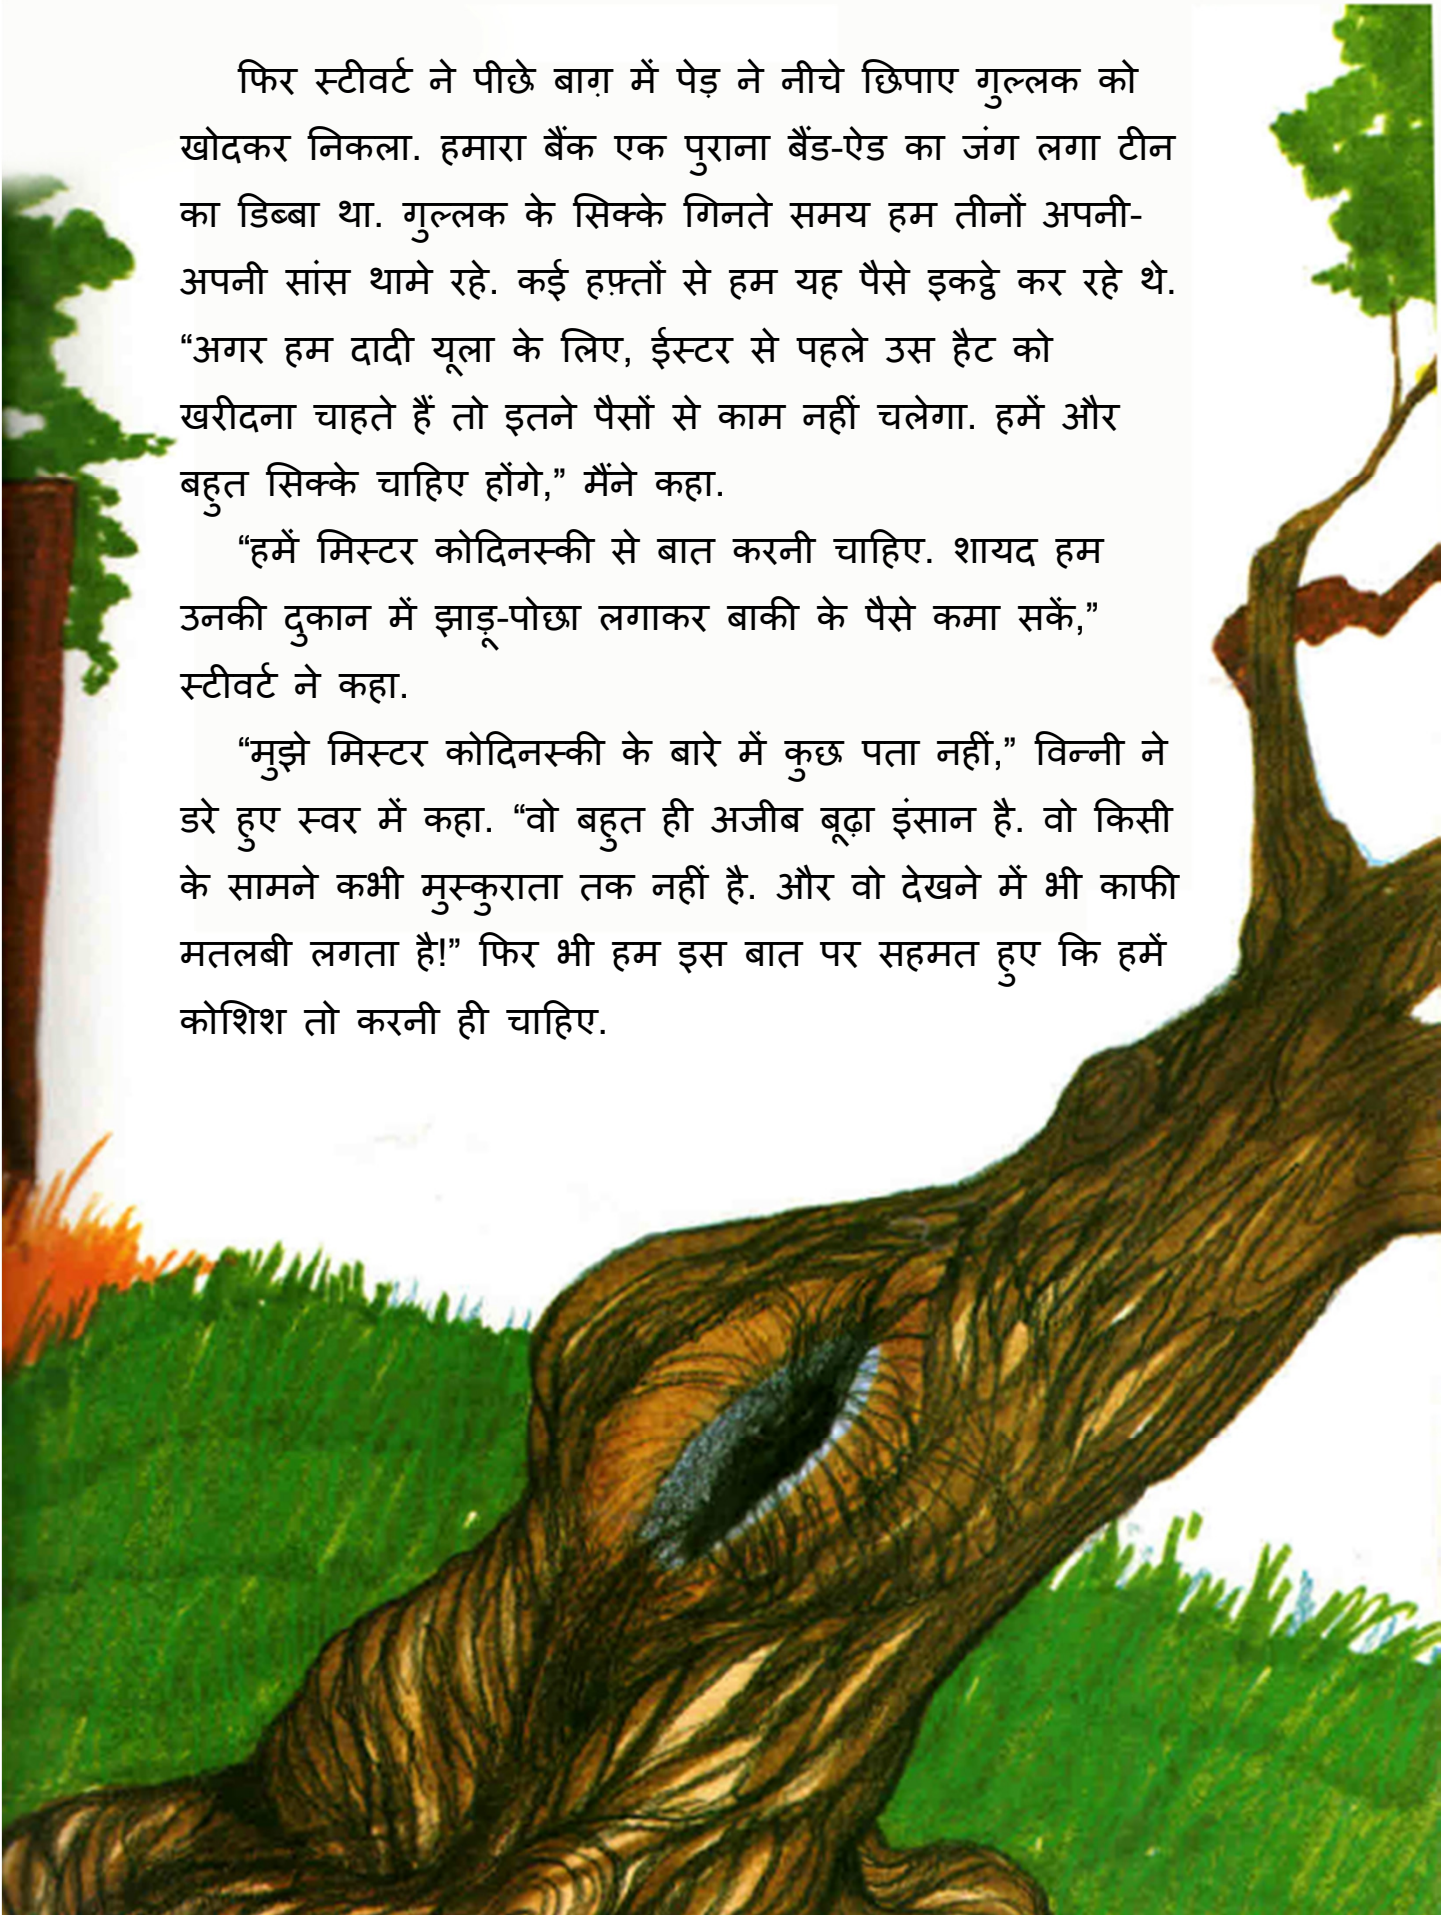 फिर स्टीवर्ट ने पीछे बाग़ में पेड़ ने नीचे छिपाए गुल्लक को
खोदकर निकला. हमारा बैंक एक पुराना बैंड-ऐड का जंग लगा टीन
का डिब्बा था. गुल्लक के सिक्के गिनते समय हम तीनों अपनी-
अपनी सांस थामे रहे. कई हफ़्तों से हम यह पैसे इकट्ठे कर रहे थे.
“अगर हम दादी यूला के लिए, ईस्टर से पहले उस हैट को
खरीदना चाहते हैं तो इतने पैसों से काम नहीं चलेगा. हमें और
बहुत सिक्के चाहिए होंगे,” मैंने कहा.
“हमें मिस्टर कोदिनस्की से बात करनी चाहिए. शायद हम
उनकी दुकान में झाड़ू-पोछा लगाकर बाकी के पैसे कमा सकें,”
स्टीवर्ट ने कहा.
“मुझे मिस्टर कोदिनस्की के बारे में कुछ पता नहीं,” विन्नी ने
डरे हुए स्वर में कहा. “वो बहुत ही अजीब बूढ़ा इंसान है. वो किसी
के सामने कभी मुस्कुराता तक नहीं है. और वो देखने में भी काफी
मतलबी लगता है!” फिर भी हम इस बात पर सहमत हुए कि हमें
कोशिश तो करनी ही चाहिए.